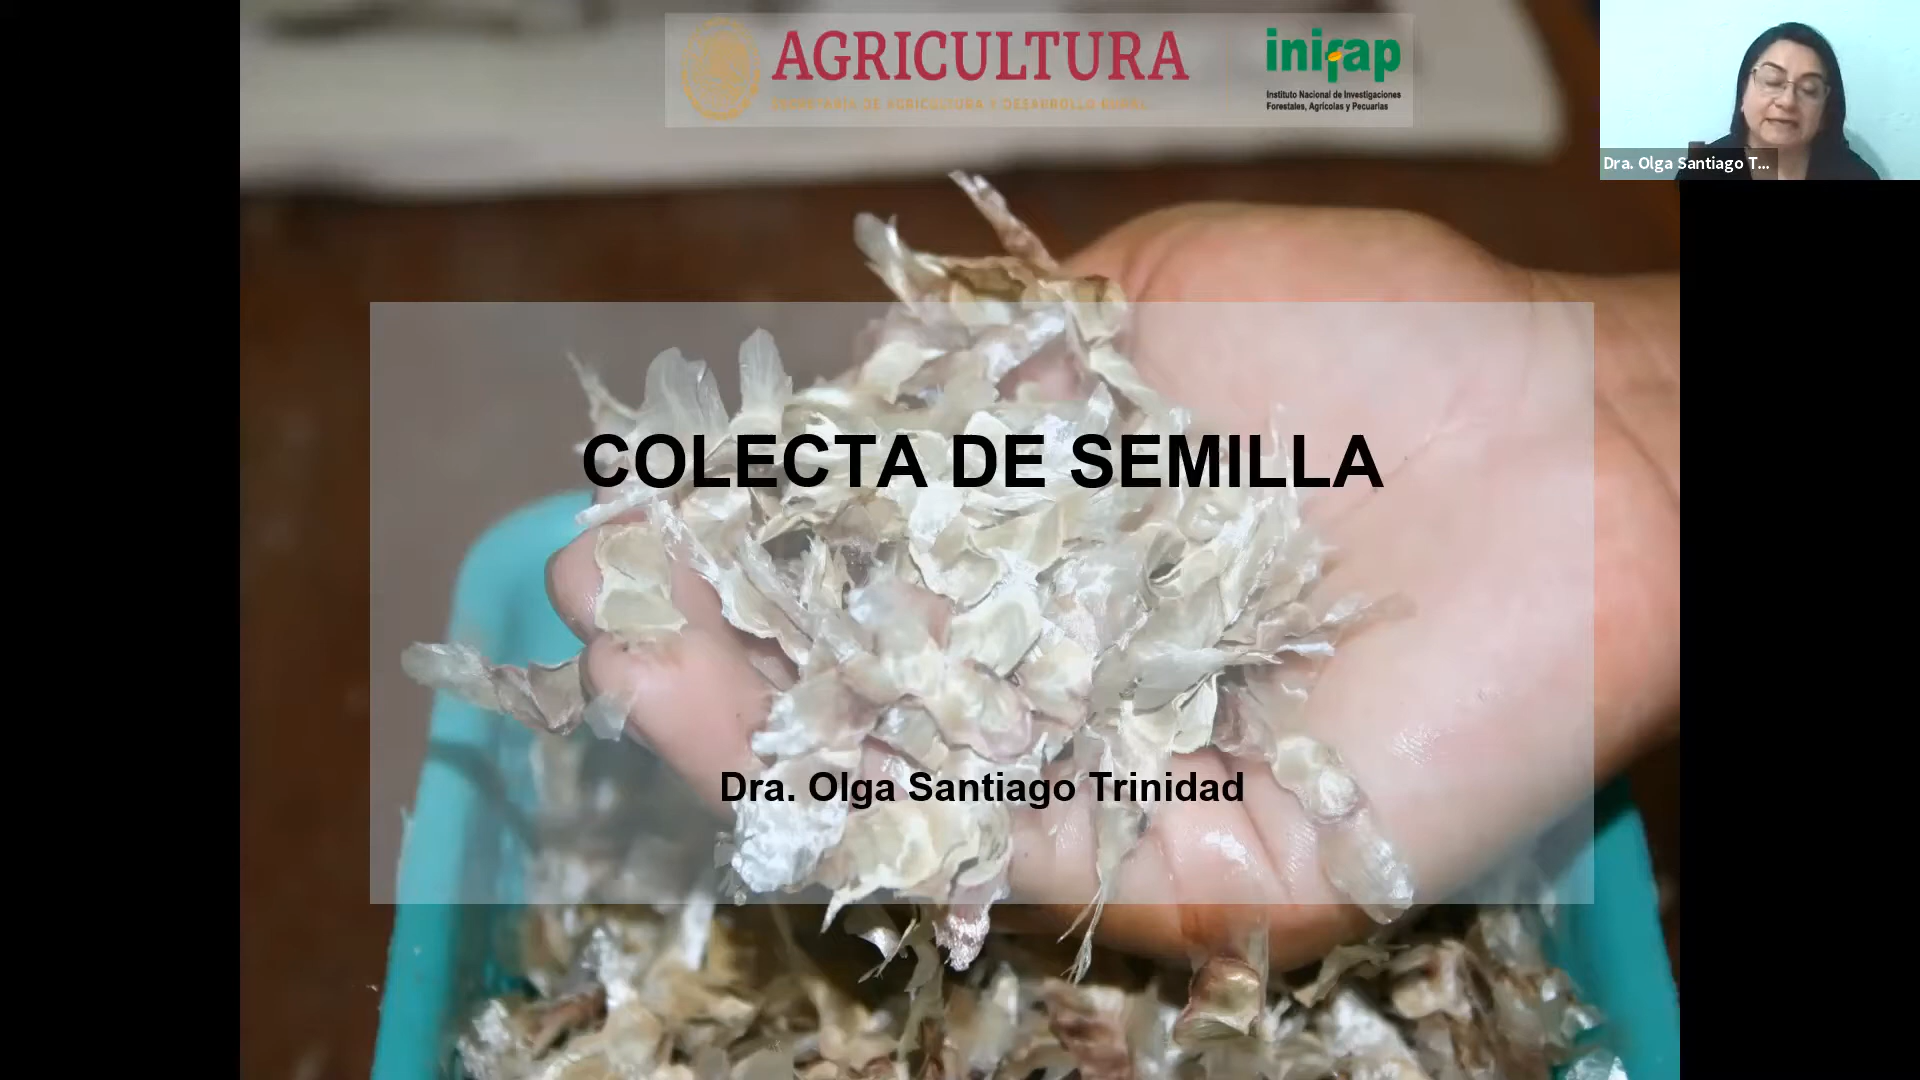 AGRICULTURA
SECRETARÍA DE AGRICULTURA Y DESARROLLO RURAL
inifap
Instituto Nacional de Investigaciones
Forestales, Agrícolas y Pecuarias
Dra. Olga Santiago T...
COLECTA DE SEMILLA
Dra. Olga Santiago Trinidad